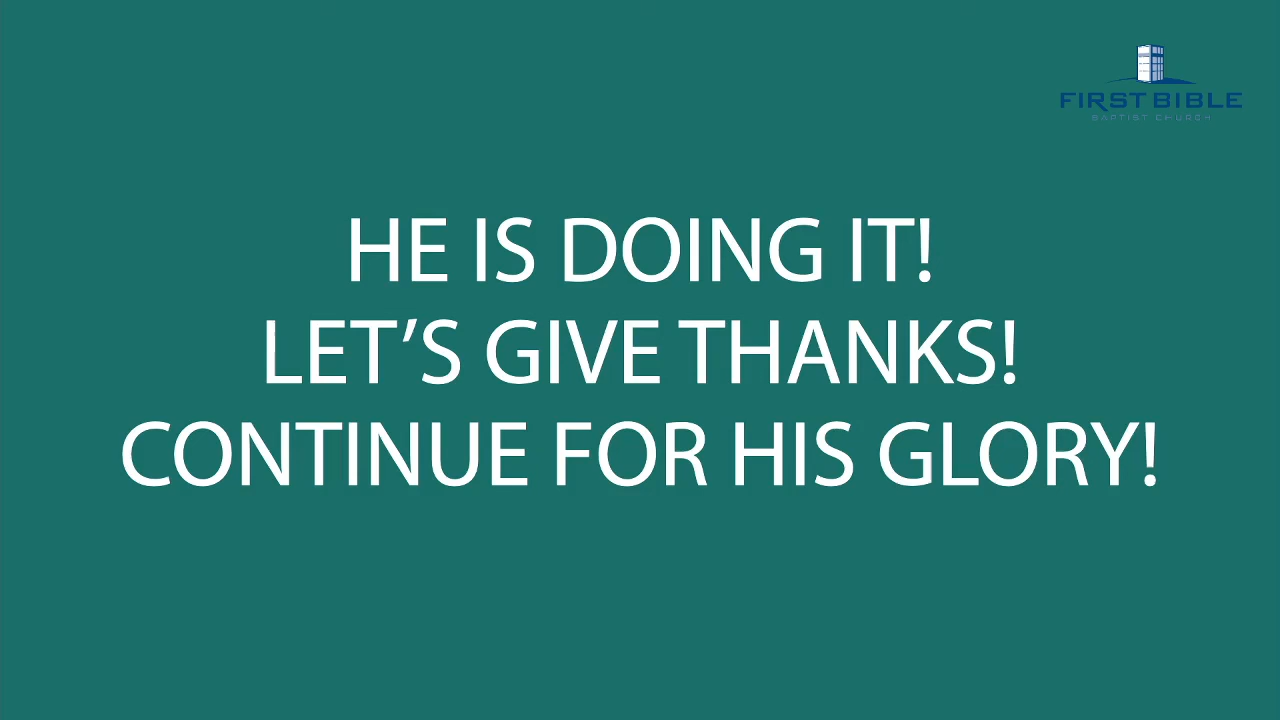 FIRST BIBLE
BAPTIST CHURCH
HE IS DOING IT!
LET’S GIVE THANKS!
CONTINUE FOR HIS GLORY!